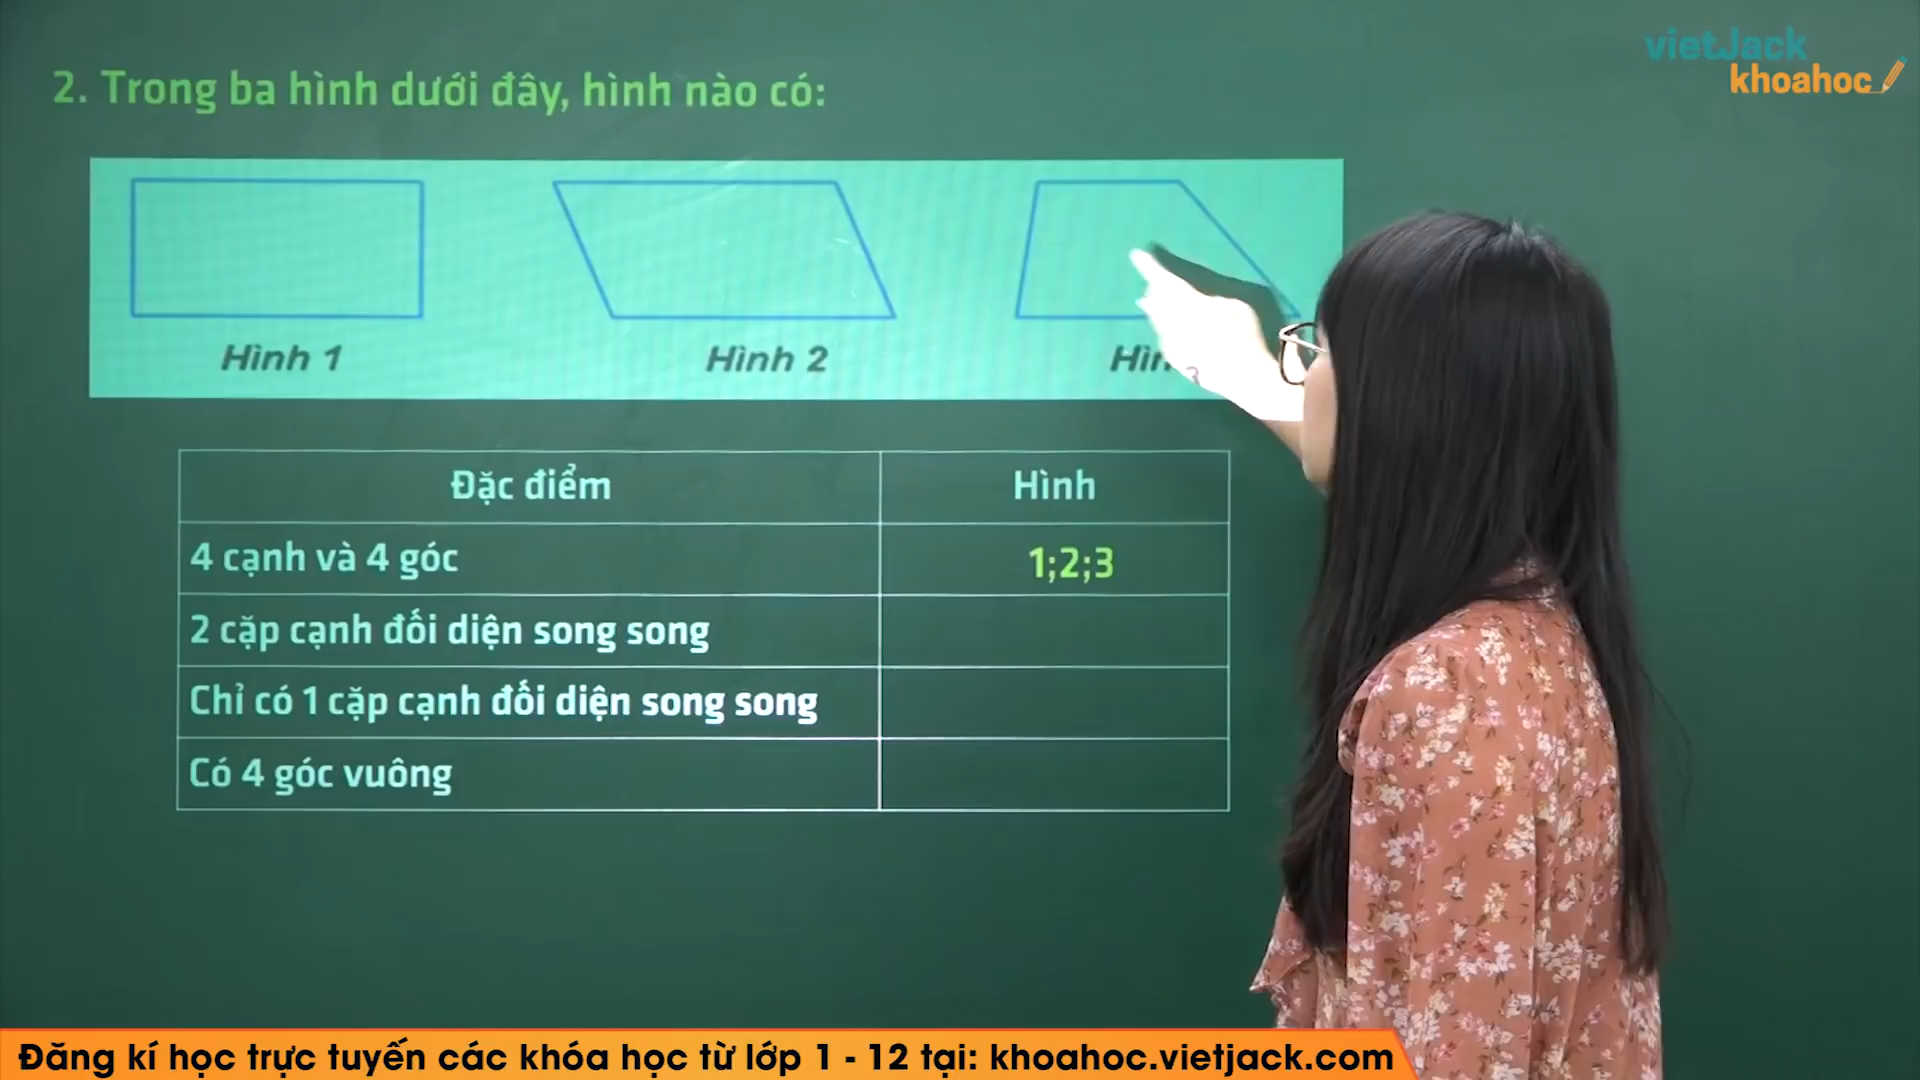 vietJack
khoahoc
2. Trong ba hình dưới đây, hình nào có:
Hình 1
Hình 2
Hìn 3
Đặc điểm
Hình
4 cạnh và 4 góc
1;2;3
2 cặp cạnh đối diện song song
Chỉ có 1 cặp cạnh đối diện song song
Có 4 góc vuông
Đăng kí học trực tuyến các khóa học từ lớp 1 - 12 tại: khoahoc.vietjack.com